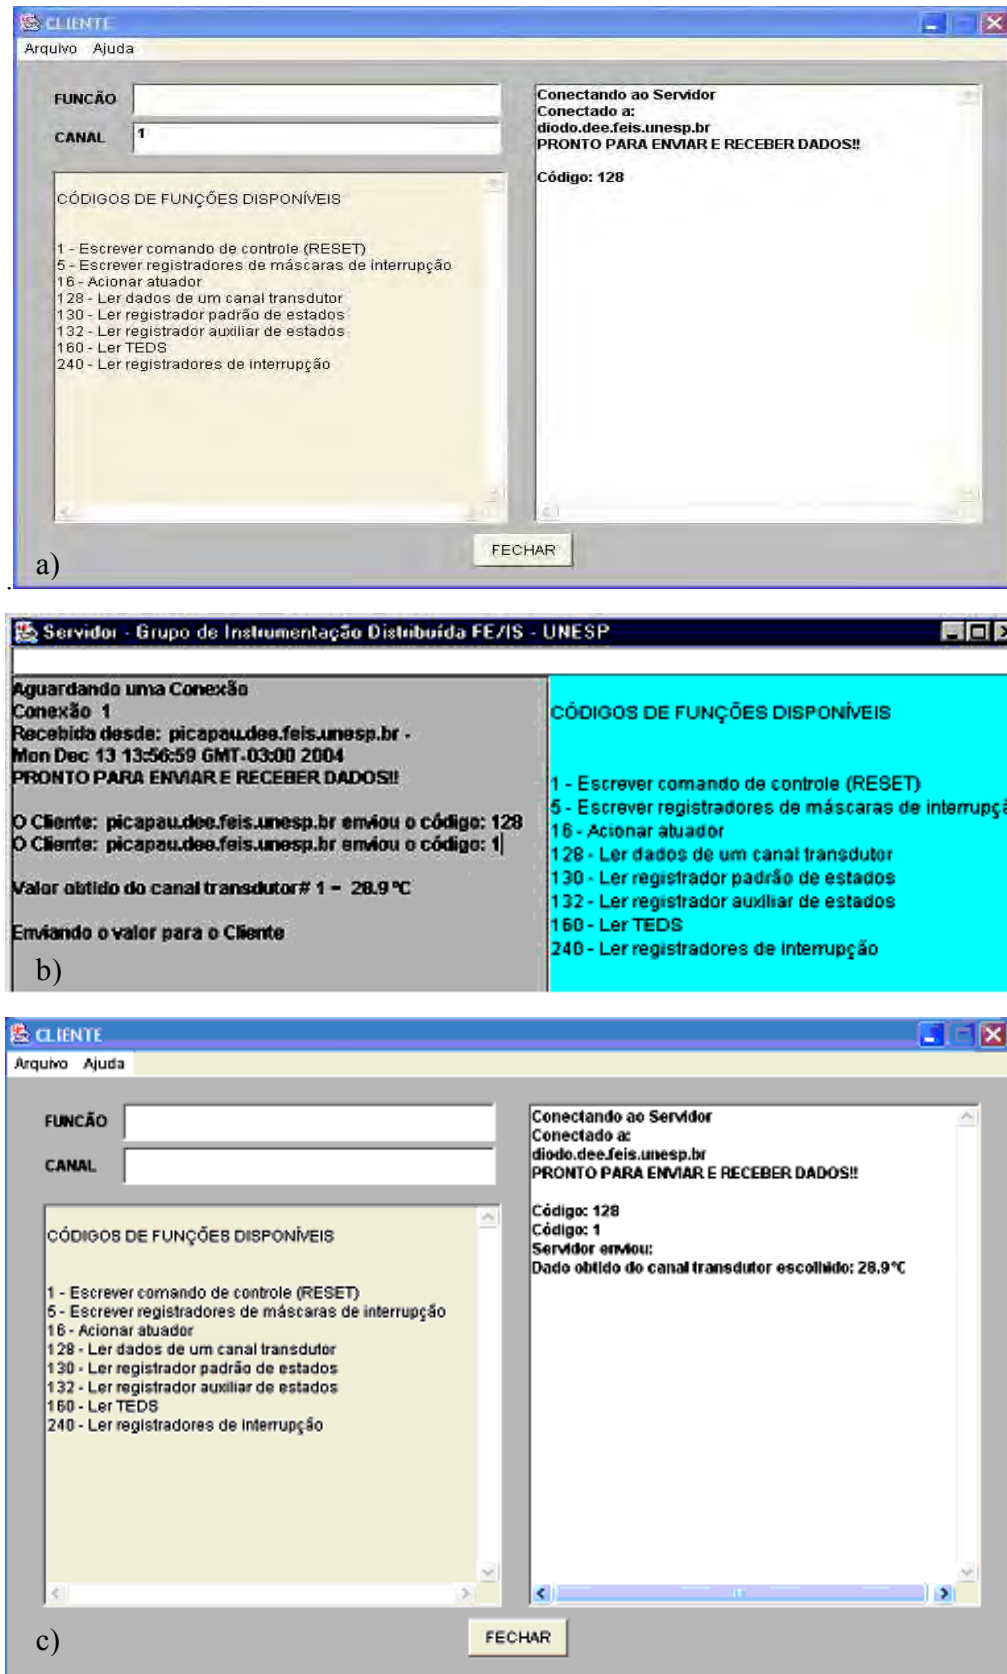 CLIENTE
Arquivo Ajuda
FUNCÃO
CANAL 1
CÓDIGOS DE FUNÇÕES DISPONÍVEIS
1 - Escrever comando de controle (RESET)
5 - Escrever registradores de máscaras de interrupção
16 - Acionar atuador
128 - Ler dados de um canal transdutor
130 - Ler registrador padrão de estados
132 - Ler registrador auxiliar de estados
160 - Ler TEDS
240 - Ler registradores de interrupção
Conectando ao Servidor
Conectado a:
diodo.dee.feis.unesp.br
PRONTO PARA ENVIAR E RECEBER DADOS!!
Código: 128
FECHAR
a)
.
Servidor - Grupo de Instrumentação Distribuída FE/IS - UNESP
Aguardando uma Conexão
Conexão 1
Recebida desde: picapau.dee.feis.unesp.br -
Mon Dec 13 13:56:59 GMT-03:00 2004
PRONTO PARA ENVIAR E RECEBER DADOS!!
O Cliente: picapau.dee.feis.unesp.br enviou o código: 128
O Cliente: picapau.dee.feis.unesp.br enviou o código: 1
Valor obtido do canal transdutor# 1 = 28.9°C
Enviando o valor para o Cliente
b)
CÓDIGOS DE FUNÇÕES DISPONÍVEIS
1 - Escrever comando de controle (RESET)
5 - Escrever registradores de máscaras de interrupçã
16 - Acionar atuador
128 - Ler dados de um canal transdutor
130 - Ler registrador padrão de estados
132 - Ler registrador auxiliar de estados
160 - Ler TEDS
240 - Ler registradores de interrupção
CLIENTE
Arquivo Ajuda
FUNCÃO
CANAL
CÓDIGOS DE FUNÇÕES DISPONÍVEIS
1 - Escrever comando de controle (RESET)
5 - Escrever registradores de máscaras de interrupção
16 - Acionar atuador
128 - Ler dados de um canal transdutor
130 - Ler registrador padrão de estados
132 - Ler registrador auxiliar de estados
160 - Ler TEDS
240 - Ler registradores de interrupção
Conectando ao Servidor
Conectado a:
diodo.dee.feis.unesp.br
PRONTO PARA ENVIAR E RECEBER DADOS!!
Código: 128
Código: 1
Servidor enviou:
Dado obtido do canal transdutor escolhido: 28.9°C
FECHAR
c)